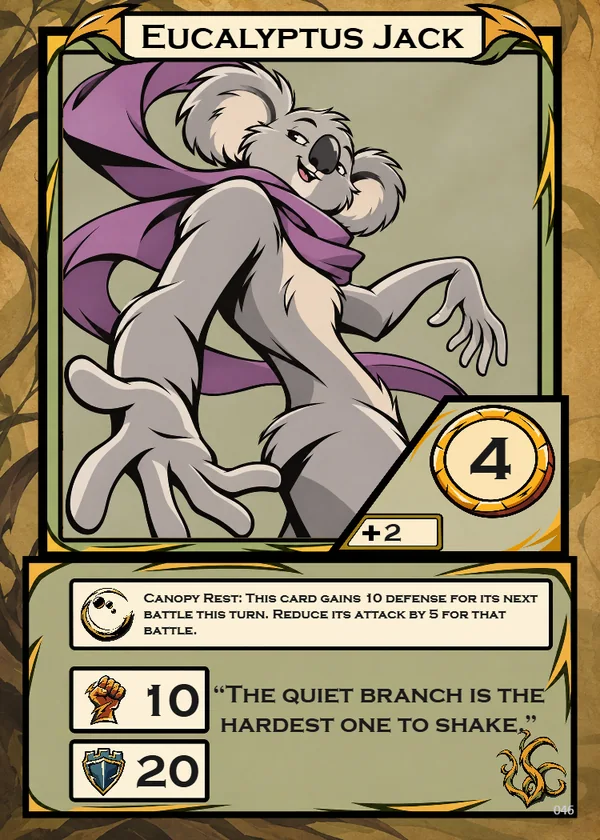 Eucalyptus Jack
4
+2
Canopy Rest: This card gains 10 defense for its next
battle this turn. Reduce its attack by 5 for that
battle.
10
“The quiet branch is the
hardest one to shake.”
20
046